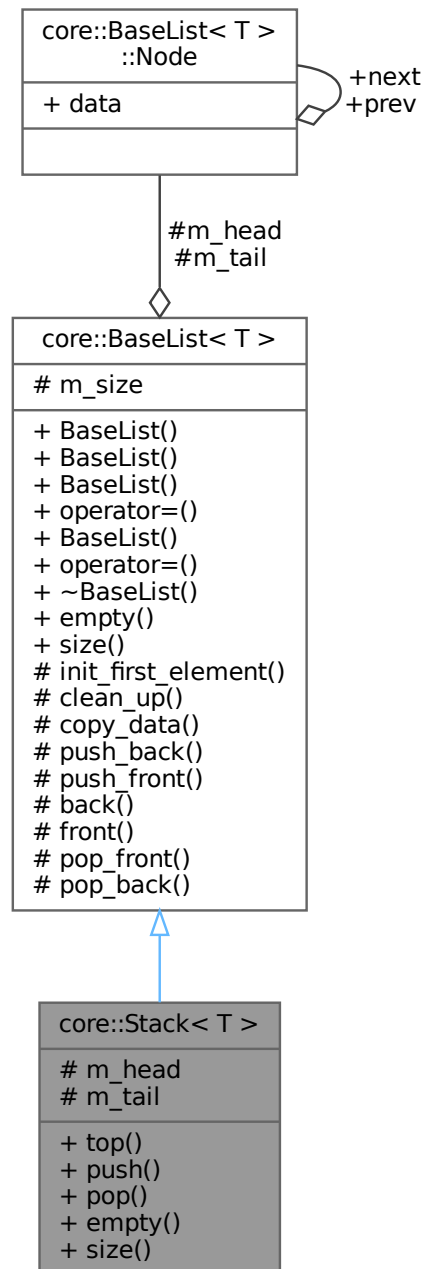 core::BaseList< T >
::Node
+ data
+next
+prev
#m_head
#m_tail
core::BaseList< T >
# m_size
+ BaseList()
+ BaseList()
+ BaseList()
+ operator=()
+ BaseList()
+ operator=()
+ ~BaseList()
+ empty()
+ size()
# init_first_element()
# clean_up()
# copy_data()
# push_back()
# push_front()
# back()
# front()
# pop_front()
# pop_back()
core::Stack< T >
# m_head
# m_tail
+ top()
+ push()
+ pop()
+ empty()
+ size()